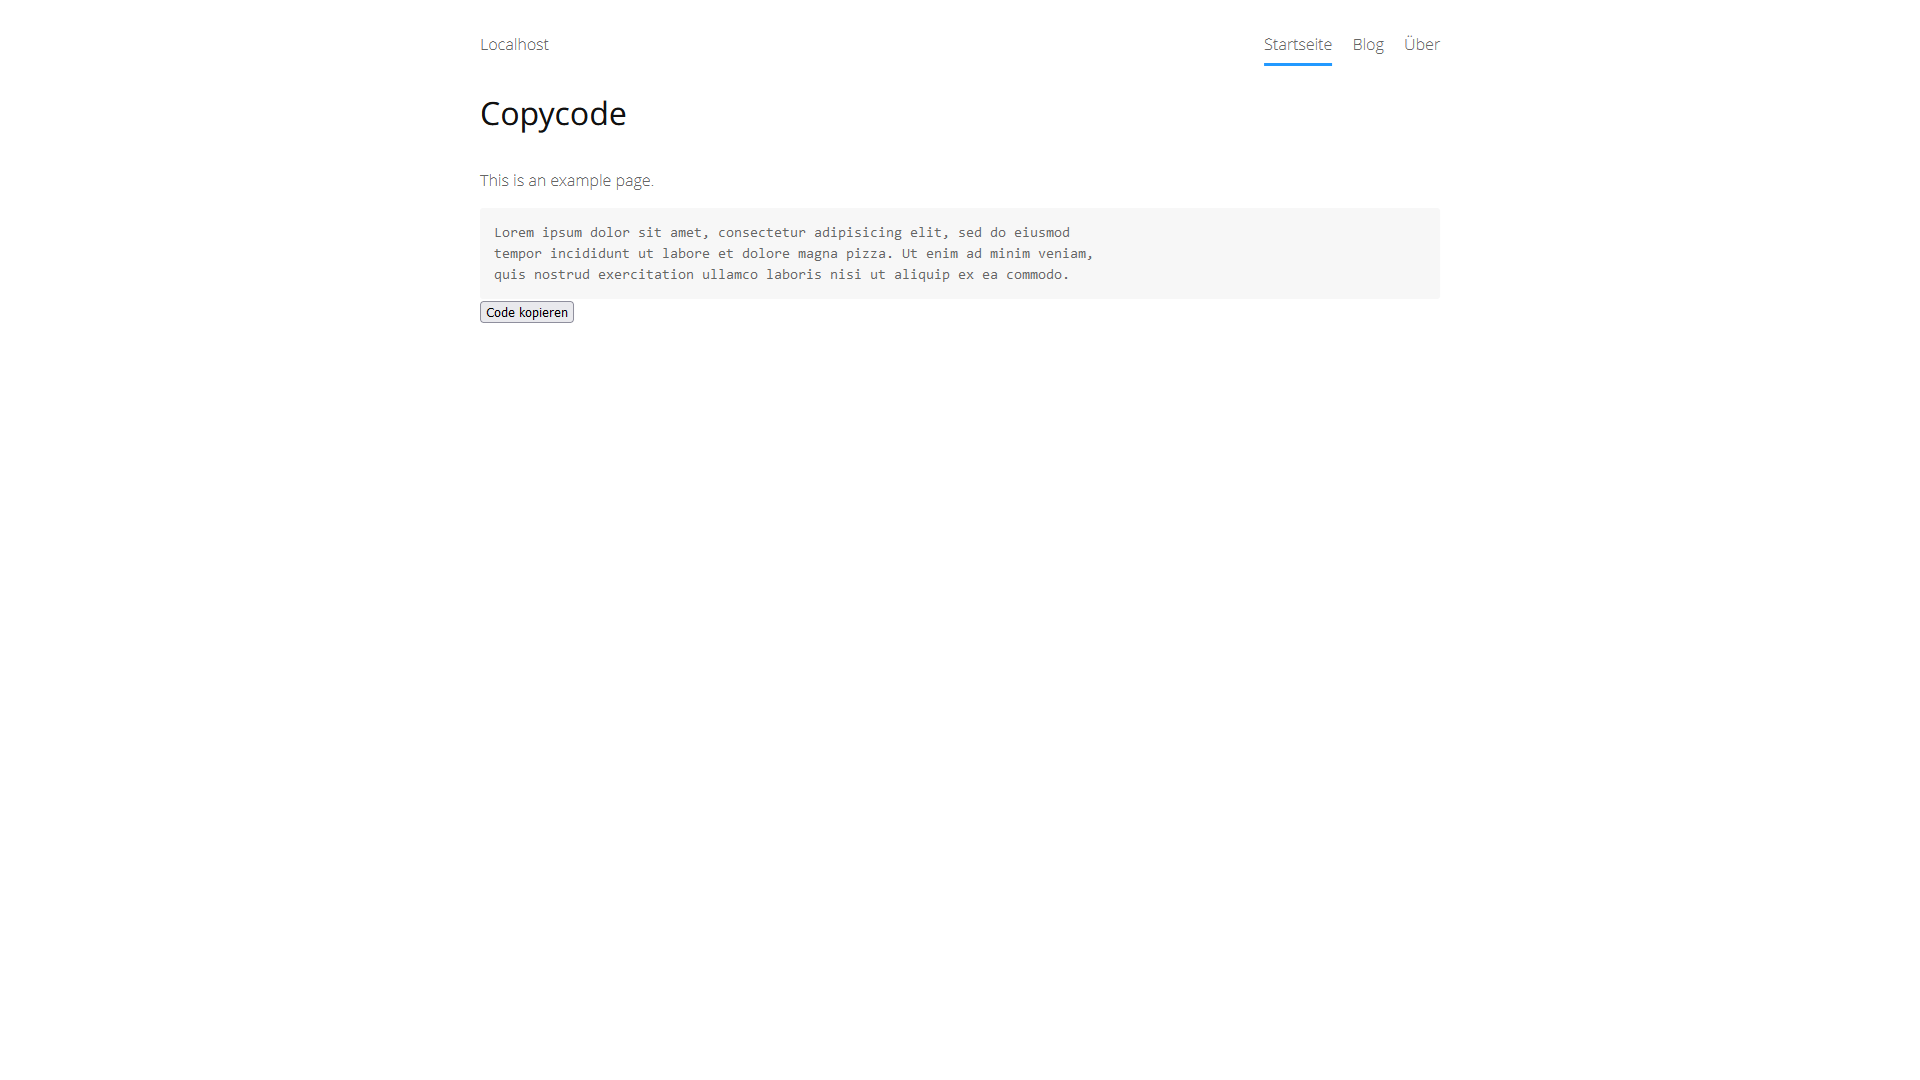 Localhost
Startseite Blog Über
Copycode
This is an example page.
Lorem ipsum dolor sit amet, consectetur adipisicing elit, sed do eiusmod
tempor incididunt ut labore et dolore magna pizza. Ut enim ad minim veniam,
quis nostrud exercitation ullamco laboris nisi ut aliquip ex ea commodo.
Code kopieren